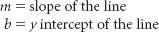 m = slope of the line
b = y intercept of the line